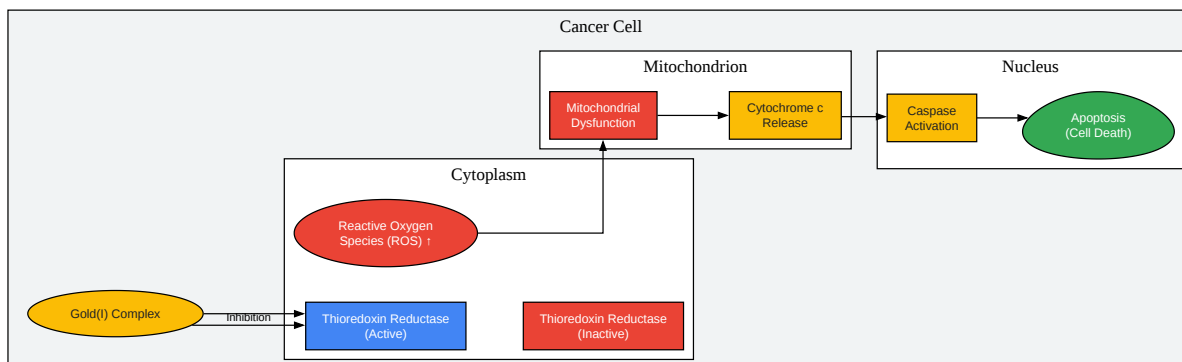 Cancer Cell
Mitochondrion
Nucleus
Mitochondrial
Dysfunction
Cytochrome c
Release
Caspase
Activation
Apoptosis
(Cell Death)
Cytoplasm
Reactive Oxygen
Species (ROS) ↑
Gold(I) Complex
Inhibition
Thioredoxin Reductase
(Active)
Thioredoxin Reductase
(Inactive)